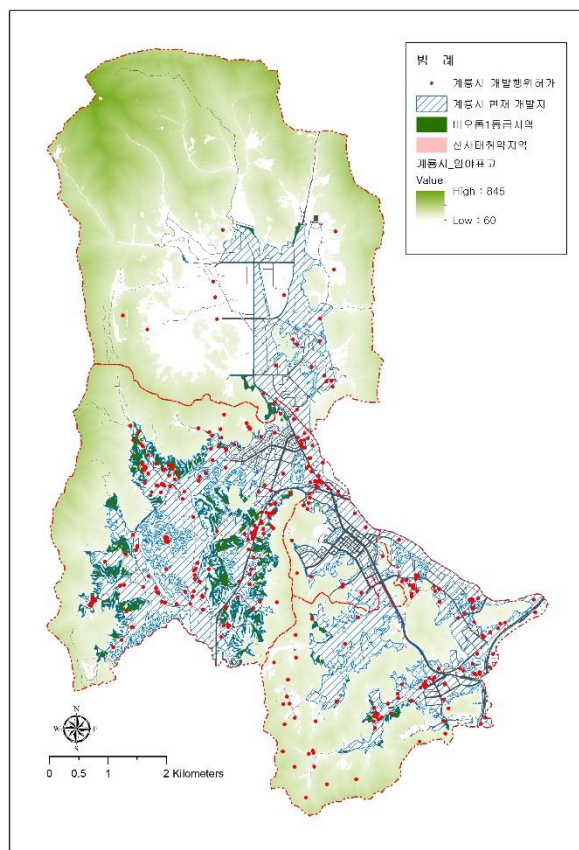 범 례
계룡시 개발행위허가
계룡시 현재 개발지
비오톱1등급지역
산사태취약지역
계룡시_임야표고
Value
High : 845
Low : 60
N
W E
S
0 0.5 1 2 Kilometers